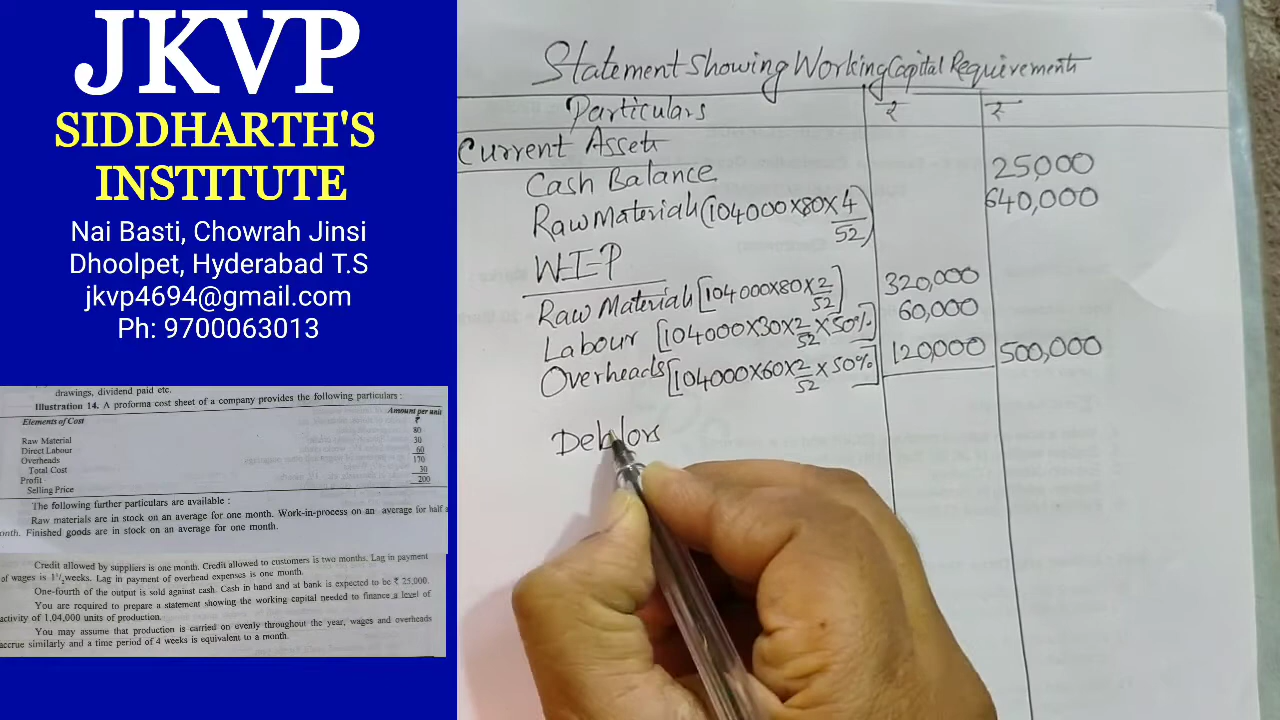 JKVP
SIDDHARTH'S
INSTITUTE
Nai Basti, Chowrah Jinsi
Dhoolpet, Hyderabad T.S
jkvp4694@gmail.com
Ph: 9700063013
drawings, dividend paid etc.
Illustration 14. A proforma cost sheet of a company provides the following particulars :
Elements of Cost Amount per unit
₹
Raw Material 80
Direct Labour 30
Overheads 60
Total Cost 170
Profit 30
Selling Price 200
The following further particulars are available :
Raw materials are in stock on an average for one month. Work-in-process on an average for half a
onth. Finished goods are in stock on an average for one month.
Credit allowed by suppliers is one month. Credit allowed to customers is two months. Lag in payment
of wages is 1½ weeks. Lag in payment of overhead expenses is one month.
One-fourth of the output is sold against cash. Cash in hand and at bank is expected to be ₹ 25,000.
You are required to prepare a statement showing the working capital needed to finance a level of
activity of 1,04,000 units of production.
You may assume that production is carried on evenly throughout the year, wages and overheads
accrue similarly and a time period of 4 weeks is equivalent to a month.
Statement Showing Working Capital Requirements
Particulars ₹ ₹
Current Assets
Cash Balance 25,000
Raw Materials (104000×80×4/52) 640,000
W-I-P
Raw Materials [104000×80×2/52] 320,000
Labour [104000×30×2/52×50%] 60,000
Overheads [104000×60×2/52×50%] 120,000 500,000
Debtors